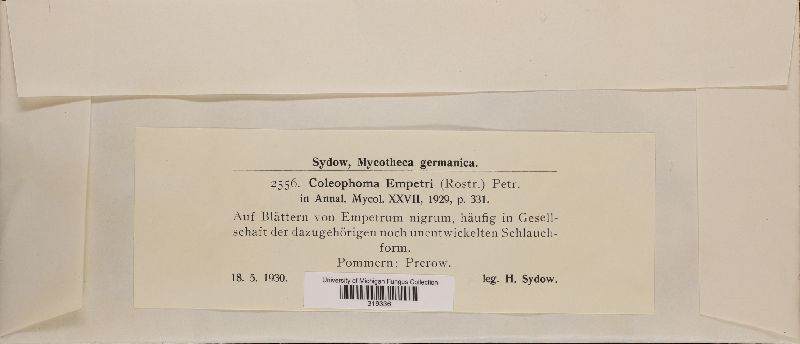 Sydow, Mycotheca germanica.
2556. Coleophoma Empetri (Rostr.) Petr.
in Annal. Mycol. XXVII, 1929, p. 331.
Auf Blättern von Empetrum nigrum, häufig in Gesell-
schaft der dazugehörigen noch unentwickelten Schlauch-
form.
Pommern: Prerow.
18. 5. 1930. leg. H. Sydow.
University of Michigan Fungus Collection
319336